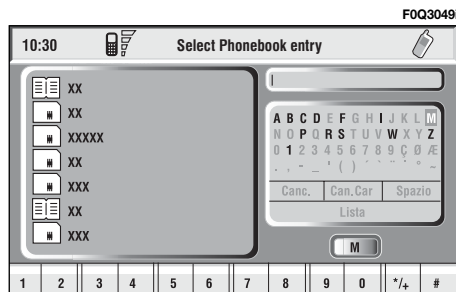 F0Q3049i
10:30 Select Phonebook entry
XX
XX
XXXXX
XX
XXX
XX
XXX
A B C D E F G H I J K L M
N O P Q R S T U V W X Y Z
0 1 2 3 4 5 6 7 8 9 Ç Ø Æ
Canc. Can.Car Spazio
Lista
M
1 2 3 4 5 6 7 8 9 0 */+ #